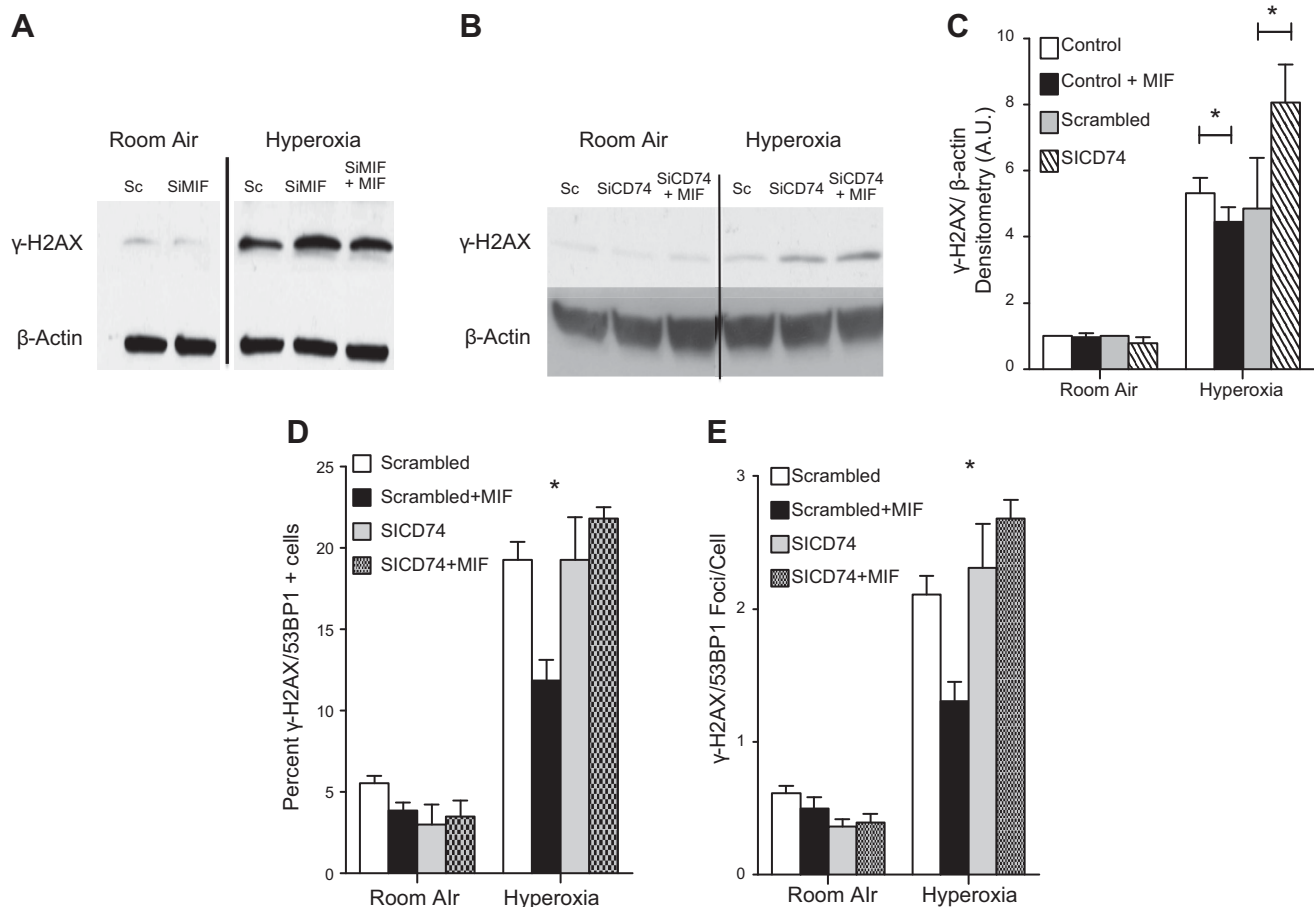 A
Room Air Hyperoxia
Sc SiMIF Sc SiMIF SiMIF
+ MIF
γ-H2AX
β-Actin
B
Room Air Hyperoxia
Sc SiCD74 SiCD74
+ MIF
Sc SiCD74 SiCD74
+ MIF
γ-H2AX
β-Actin
C
γ-H2AX/ β-actin
Densitometry (A.U.)
10
8
6
4
2
0
Control
Control + MIF
Scrambled
SICD74
*
*
Room Air Hyperoxia
D
Percent γ-H2AX/53BP1 + cells
25
20
15
10
5
0
Scrambled
Scrambled+MIF
SICD74
SICD74+MIF
*
Room AIr Hyperoxia
E
γ-H2AX/53BP1 Foci/Cell
3
2
1
0
Scrambled
Scrambled+MIF
SICD74
SICD74+MIF
*
Room AIr Hyperoxia